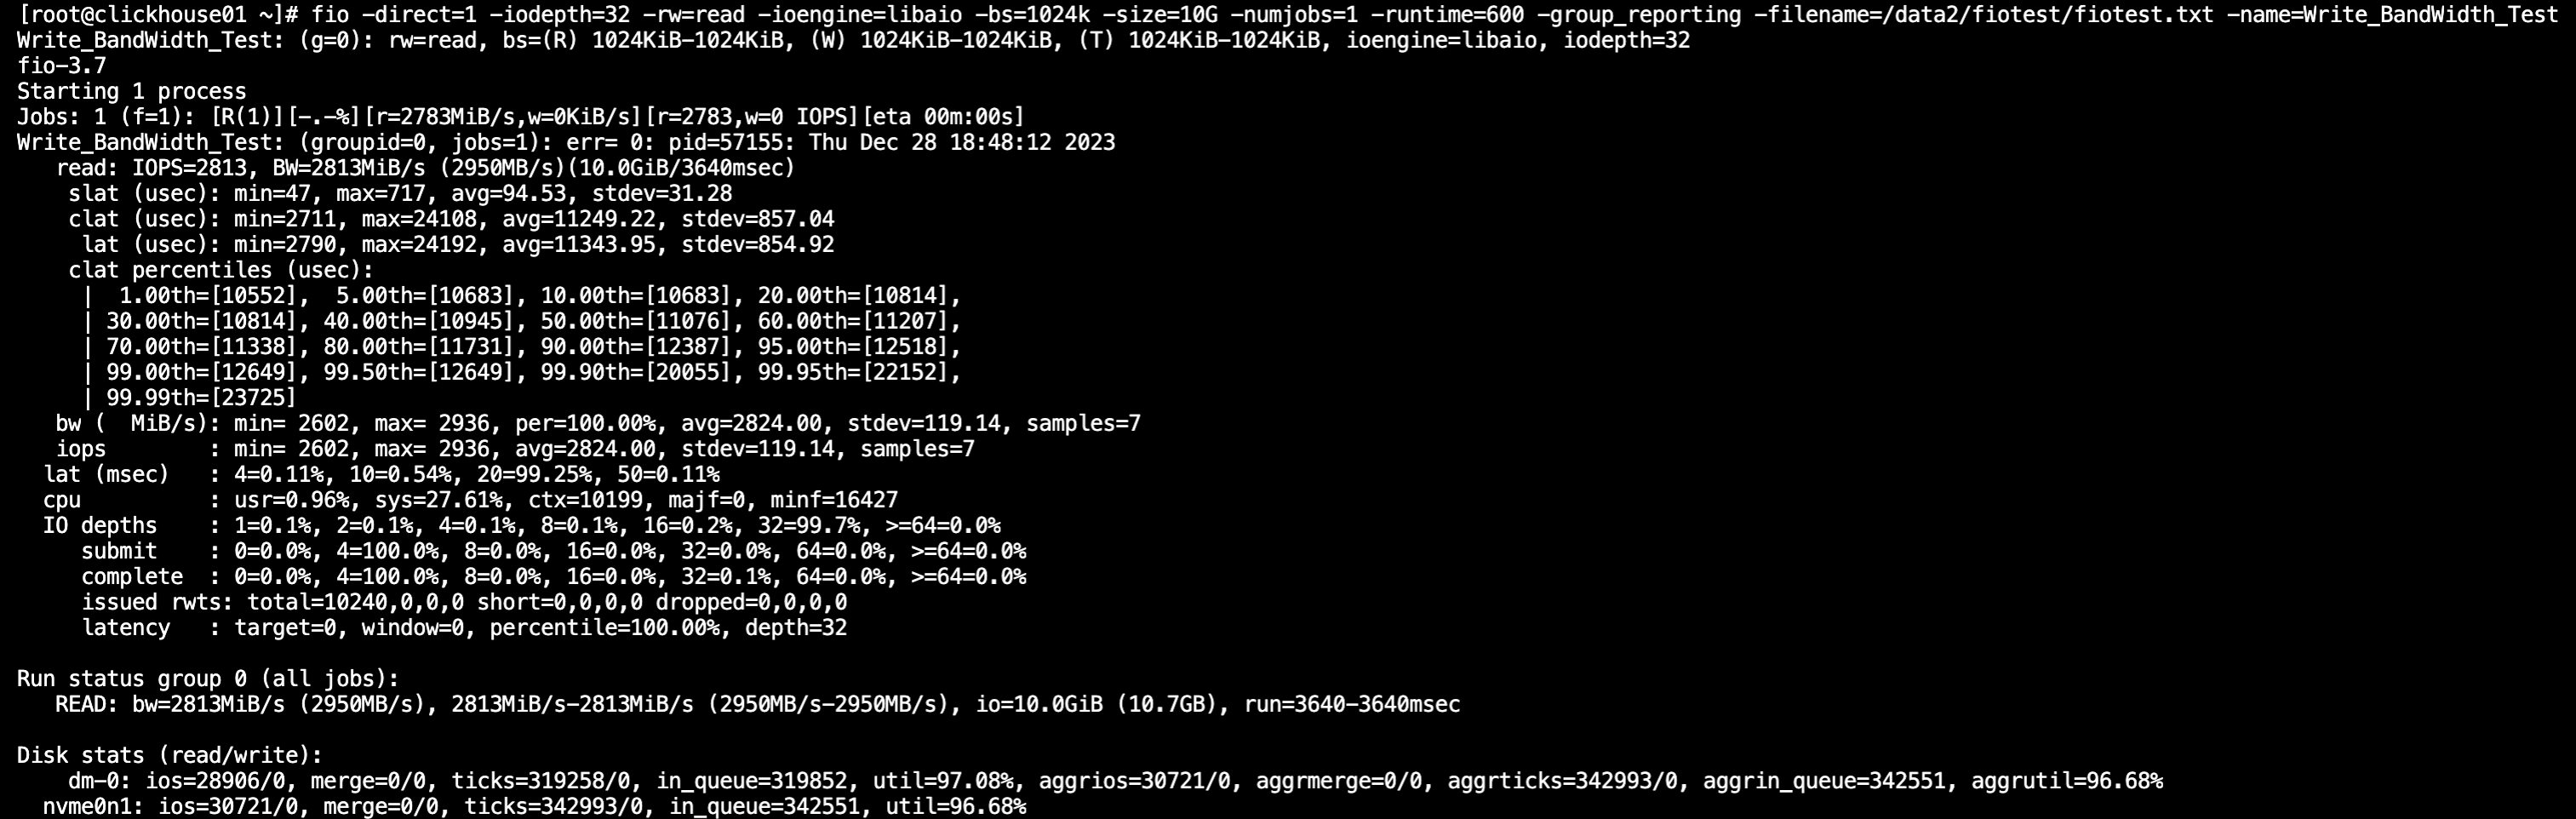 [root@clickhouse01 ~]# fio -direct=1 -iodepth=32 -rw=read -ioengine=libaio -bs=1024k -size=10G -numjobs=1 -runtime=600 -group_reporting -filename=/data2/fiotest/fiotest.txt -name=Write_BandWidth_Test
Write_BandWidth_Test: (g=0): rw=read, bs=(R) 1024KiB-1024KiB, (W) 1024KiB-1024KiB, (T) 1024KiB-1024KiB, ioengine=libaio, iodepth=32
fio-3.7
Starting 1 process
Jobs: 1 (f=1): [R(1)][-.-%][r=2783MiB/s,w=0KiB/s][r=2783,w=0 IOPS][eta 00m:00s]
Write_BandWidth_Test: (groupid=0, jobs=1): err= 0: pid=57155: Thu Dec 28 18:48:12 2023
   read: IOPS=2813, BW=2813MiB/s (2950MB/s)(10.0GiB/3640msec)
    slat (usec): min=47, max=717, avg=94.53, stdev=31.28
    clat (usec): min=2711, max=24108, avg=11249.22, stdev=857.04
     lat (usec): min=2790, max=24192, avg=11343.95, stdev=854.92
    clat percentiles (usec):
     |  1.00th=[10552],  5.00th=[10683], 10.00th=[10683], 20.00th=[10814],
     | 30.00th=[10814], 40.00th=[10945], 50.00th=[11076], 60.00th=[11207],
     | 70.00th=[11338], 80.00th=[11731], 90.00th=[12387], 95.00th=[12518],
     | 99.00th=[12649], 99.50th=[12649], 99.90th=[20055], 99.95th=[22152],
     | 99.99th=[23725]
   bw (  MiB/s): min= 2602, max= 2936, per=100.00%, avg=2824.00, stdev=119.14, samples=7
   iops        : min= 2602, max= 2936, avg=2824.00, stdev=119.14, samples=7
  lat (msec)   : 4=0.11%, 10=0.54%, 20=99.25%, 50=0.11%
  cpu          : usr=0.96%, sys=27.61%, ctx=10199, majf=0, minf=16427
  IO depths    : 1=0.1%, 2=0.1%, 4=0.1%, 8=0.1%, 16=0.2%, 32=99.7%, >=64=0.0%
     submit    : 0=0.0%, 4=100.0%, 8=0.0%, 16=0.0%, 32=0.0%, 64=0.0%, >=64=0.0%
     complete  : 0=0.0%, 4=100.0%, 8=0.0%, 16=0.0%, 32=0.1%, 64=0.0%, >=64=0.0%
     issued rwts: total=10240,0,0,0 short=0,0,0,0 dropped=0,0,0,0
     latency   : target=0, window=0, percentile=100.00%, depth=32

Run status group 0 (all jobs):
   READ: bw=2813MiB/s (2950MB/s), 2813MiB/s-2813MiB/s (2950MB/s-2950MB/s), io=10.0GiB (10.7GB), run=3640-3640msec

Disk stats (read/write):
    dm-0: ios=28906/0, merge=0/0, ticks=319258/0, in_queue=319852, util=97.08%, aggrios=30721/0, aggrmerge=0/0, aggrticks=342993/0, aggrin_queue=342551, aggrutil=96.68%
  nvme0n1: ios=30721/0, merge=0/0, ticks=342993/0, in_queue=342551, util=96.68%